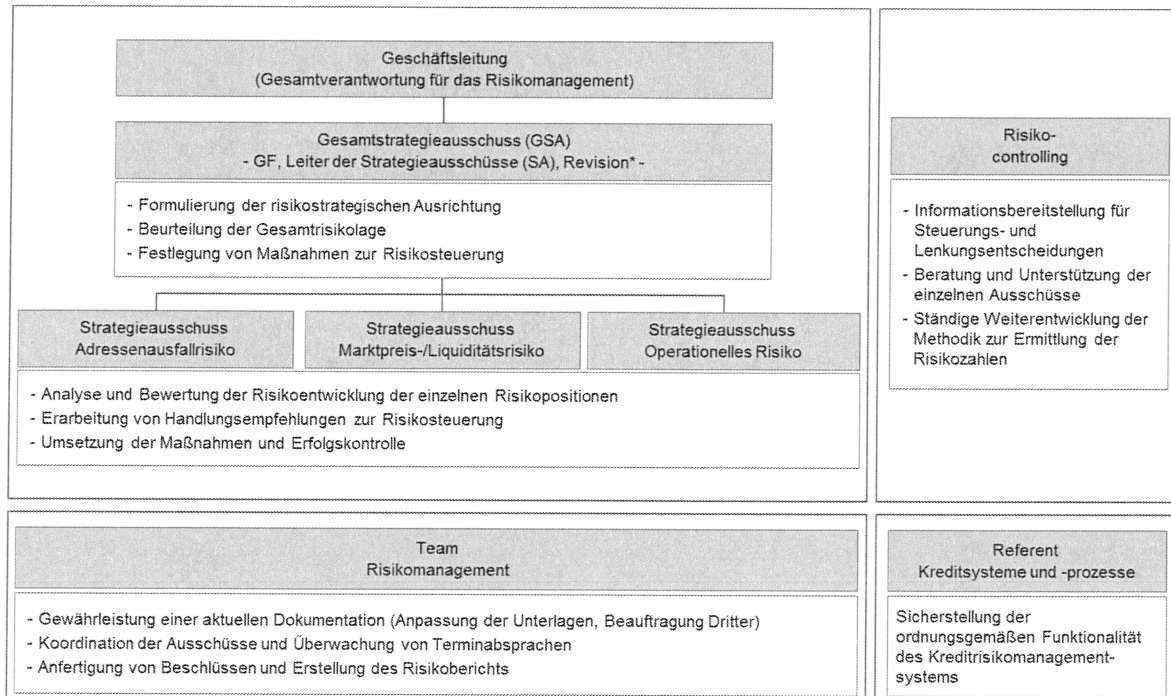 Geschäftsleitung
(Gesamtverantwortung für das Risikomanagement)
Gesamtstrategieausschuss (GSA)
- GF, Leiter der Strategieausschüsse (SA), Revision* -
- Formulierung der risikostrategischen Ausrichtung
- Beurteilung der Gesamtrisikolage
- Festlegung von Maßnahmen zur Risikosteuerung
Strategieausschuss
Adressenausfallrisiko
Strategieausschuss
Marktpreis-/Liquiditätsrisiko
Strategieausschuss
Operationelles Risiko
- Analyse und Bewertung der Risikoentwicklung der einzelnen Risikopositionen
- Erarbeitung von Handlungsempfehlungen zur Risikosteuerung
- Umsetzung der Maßnahmen und Erfolgskontrolle
Risiko-
controlling
- Informationsbereitstellung für
Steuerungs- und
Lenkungsentscheidungen
- Beratung und Unterstützung der
einzelnen Ausschüsse
- Ständige Weiterentwicklung der
Methodik zur Ermittlung der
Risikozahlen
Team
Risikomanagement
- Gewährleistung einer aktuellen Dokumentation (Anpassung der Unterlagen, Beauftragung Dritter)
- Koordination der Ausschüsse und Überwachung von Terminabsprachen
- Anfertigung von Beschlüssen und Erstellung des Risikoberichts
Referent
Kreditsysteme und -prozesse
Sicherstellung der
ordnungsgemäßen Funktionalität
des Kreditrisikomanagement-
systems